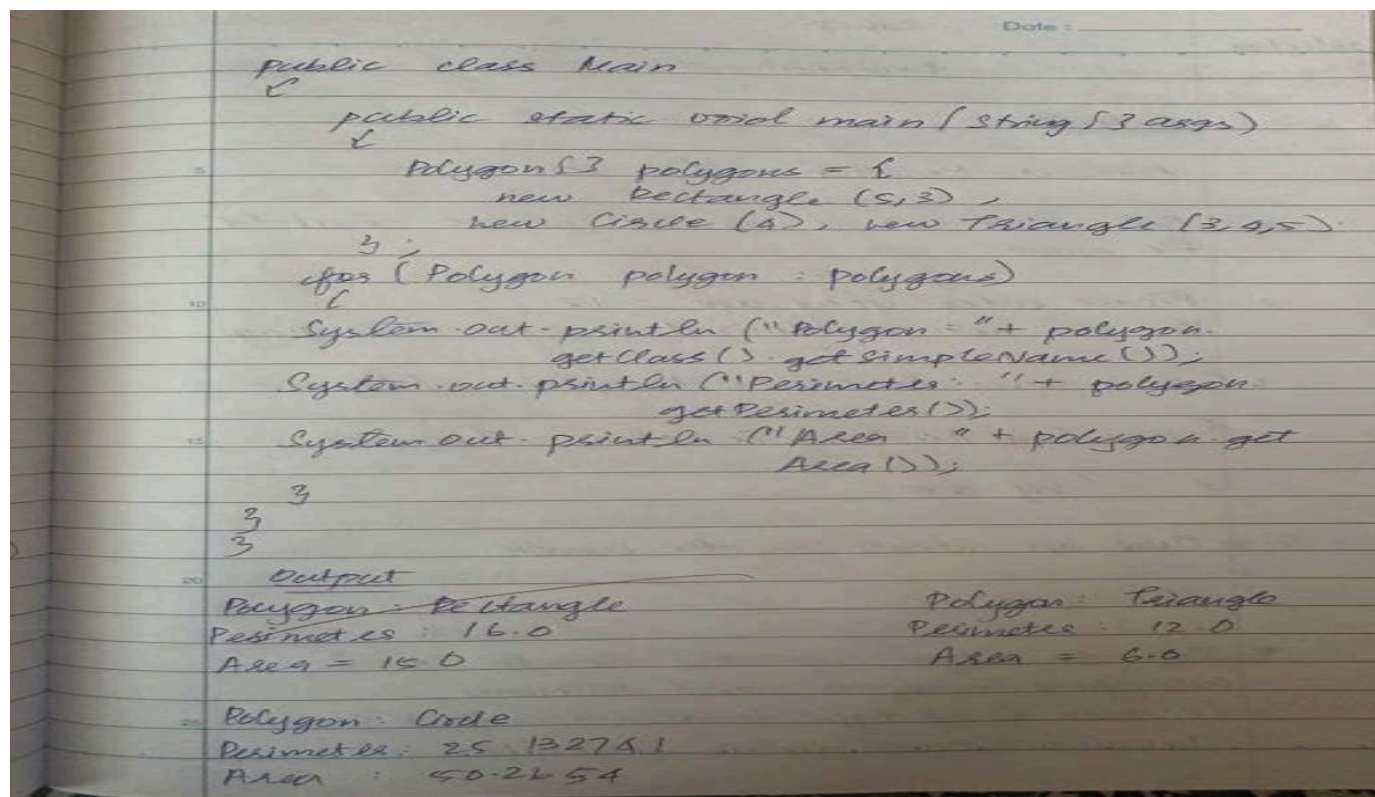 Date :
public class Main
{
public static void main (String [] args)
{
Polygon [] polygons = {
new Rectangle (5,3) ,
new Circle (4), new Triangle (3,4,5)
} ;
for (Polygon polygon : polygons)
{
System.out.println ("Polygon : " + polygon.
getClass().getSimpleName());
System.out.println ("Perimeter: " + polygon.
getPerimeter());
System.out.println ("Area : " + polygon.get
Area());
}
}
}
Output
Polygon : Rectangle
Perimeter : 16.0
Area = 15.0
Polygon : Triangle
Perimeter : 12.0
Area = 6.0
Polygon : Circle
Perimeter : 25.132741
Area : 50.2654